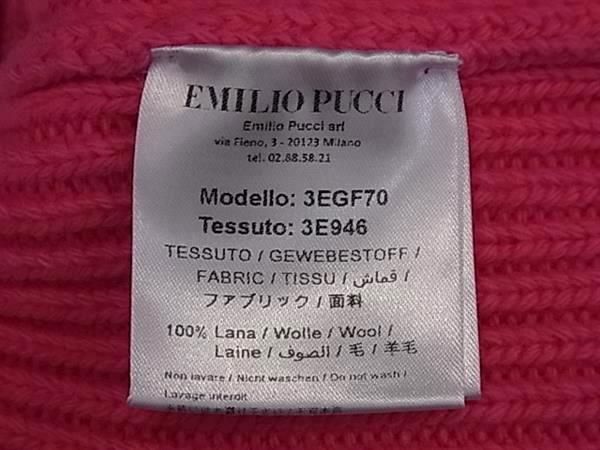 EMILIO PUCCI
Emilio Pucci srl
via Fieno, 3 - 20123 Milano
tel. 02.88.58.21
Modello: 3EGF70
Tessuto: 3E946
TESSUTO / GEWEBESTOFF /
FABRIC / TISSU / قماش /
ファブリック / 面料
100% Lana / Wolle / Wool /
Laine / الصوف / 毛 / 羊毛
Non lavare / Nicht waschen / Do not wash /
Lavage interdit